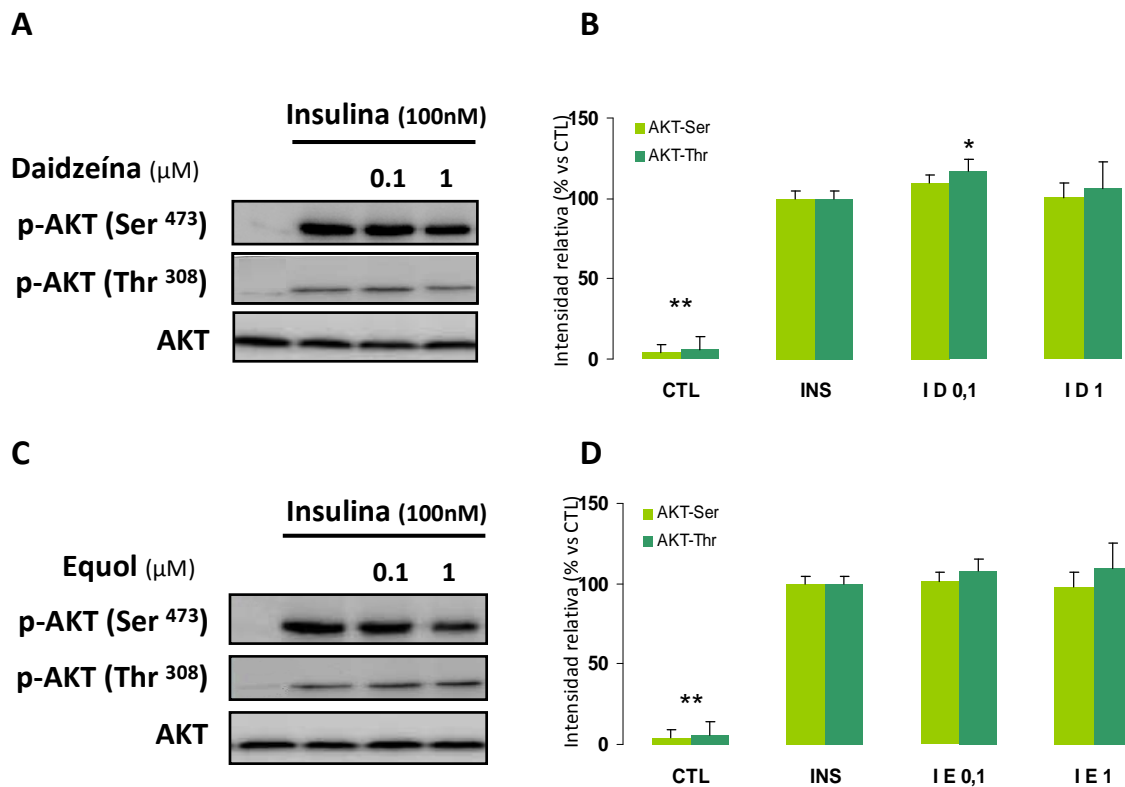 A
Insulina (100nM)
Daidzeína (μM)
0.1 1
p-AKT (Ser 473)
p-AKT (Thr 308)
AKT
B
Intensidad relativa (% vs CTL)
150
100
50
0
AKT-Ser
AKT-Thr
**
*
CTL INS I D 0,1 I D 1
C
Insulina (100nM)
Equol (μM)
0.1 1
p-AKT (Ser 473)
p-AKT (Thr 308)
AKT
D
Intensidad relativa (% vs CTL)
150
100
50
0
AKT-Ser
AKT-Thr
**
CTL INS I E 0,1 I E 1